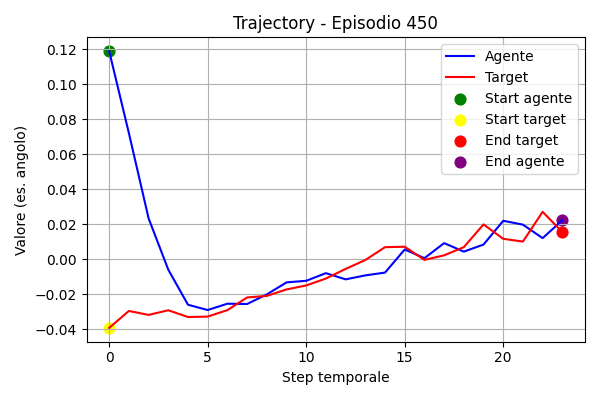 Trajectory - Episodio 450
Valore (es. angolo)
0.12
0.10
0.08
0.06
0.04
0.02
0.00
−0.02
−0.04
Agente
Target
Start agente
Start target
End target
End agente
0 5 10 15 20
Step temporale